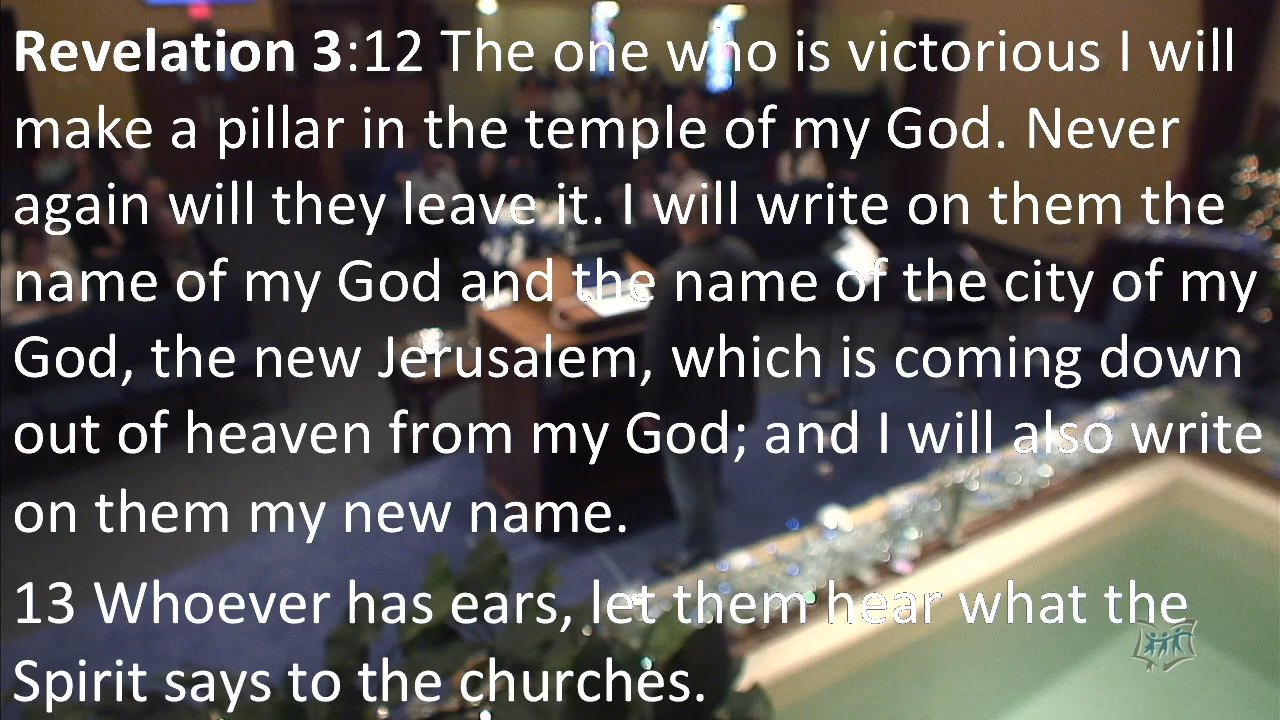 Revelation 3:12 The one who is victorious I will
make a pillar in the temple of my God. Never
again will they leave it. I will write on them the
name of my God and the name of the city of my
God, the new Jerusalem, which is coming down
out of heaven from my God; and I will also write
on them my new name.
13 Whoever has ears, let them hear what the
Spirit says to the churches.